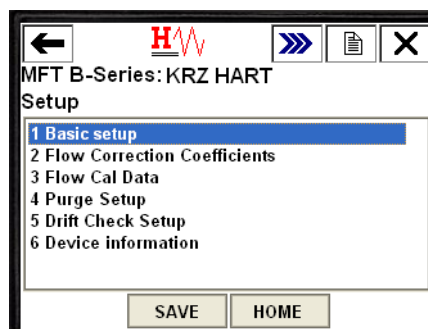 H
MFT B-Series: KRZ HART
Setup
1 Basic setup
2 Flow Correction Coefficients
3 Flow Cal Data
4 Purge Setup
5 Drift Check Setup
6 Device information
SAVE HOME